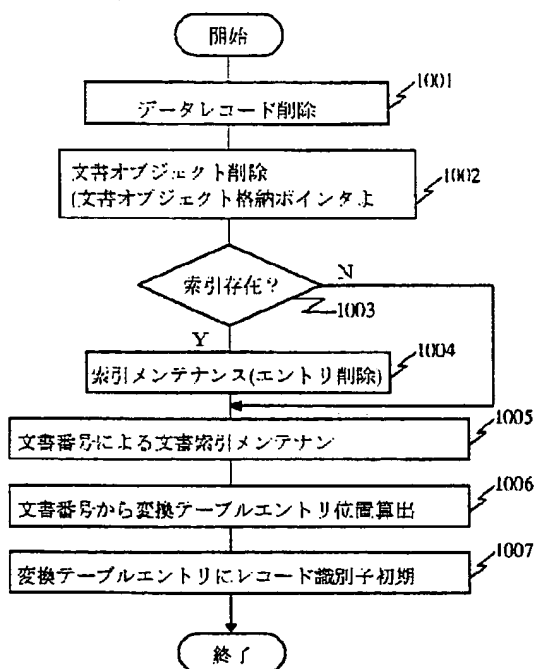 開始
データレコード削除
1001
文書オブジェクト削除
(文書オブジェクト格納ポインタよ
1002
索引存在?
N
1003
Y
索引メンテナンス(エントリ削除)
1004
文書番号による文書索引メンテナン
1005
文書番号から変換テーブルエントリ位置算出
1006
変換テーブルエントリにレコード識別子初期
1007
終了